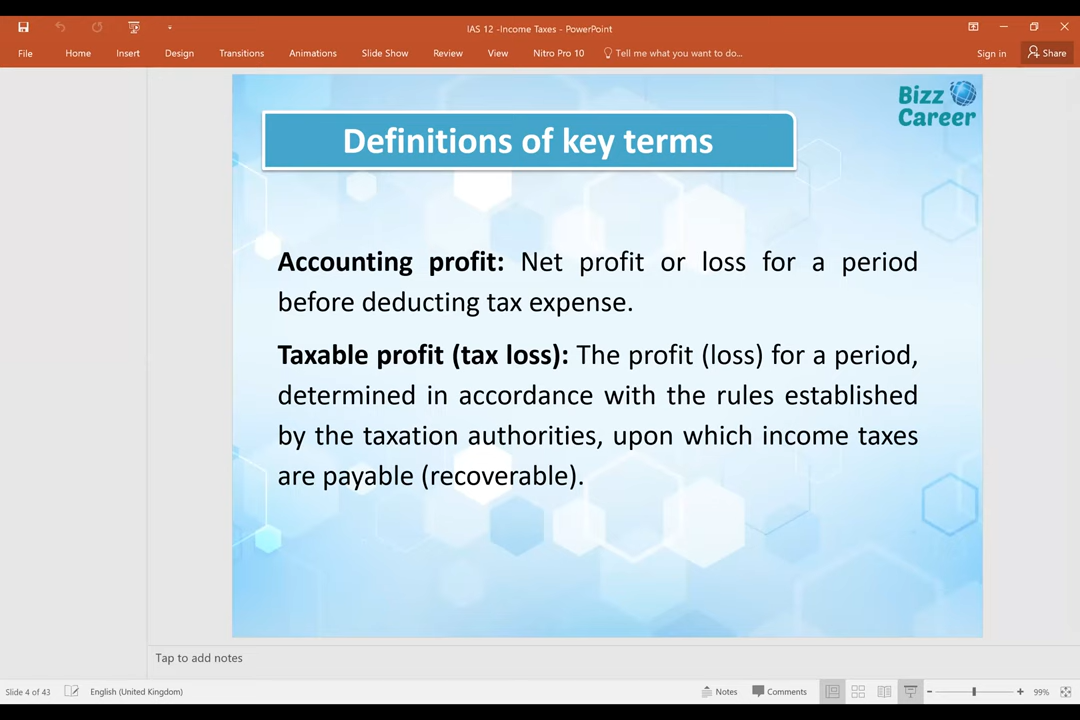 IAS 12 -Income Taxes - PowerPoint
File Home Insert Design Transitions Animations Slide Show Review View Nitro Pro 10 Tell me what you want to do... Sign in Share
Bizz
Career
Definitions of key terms
Accounting profit: Net profit or loss for a period
before deducting tax expense.
Taxable profit (tax loss): The profit (loss) for a period,
determined in accordance with the rules established
by the taxation authorities, upon which income taxes
are payable (recoverable).
Tap to add notes
Slide 4 of 43 English (United Kingdom) Notes Comments 99%